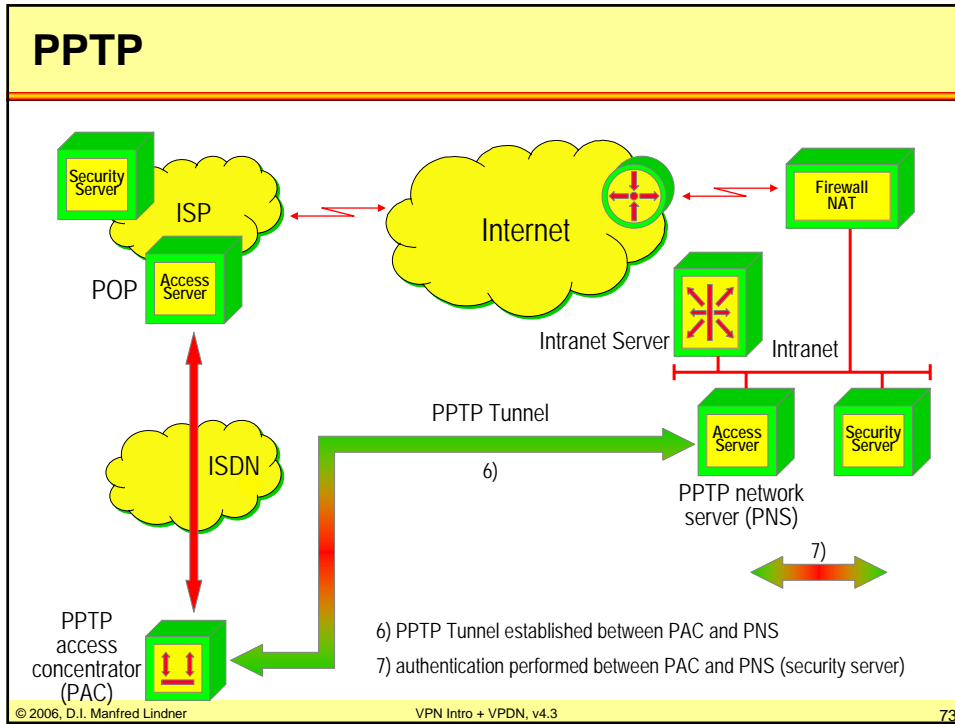 PPTP
Security
Server
ISP
POP
Access
Server
Internet
Firewall
NAT
Intranet Server
Intranet
ISDN
PPTP Tunnel
6)
Access
Server
Security
Server
PPTP network
server (PNS)
7)
PPTP
access
concentrator
(PAC)
6) PPTP Tunnel established between PAC and PNS
7) authentication performed between PAC and PNS (security server)
© 2006, D.I. Manfred Lindner
VPN Intro + VPDN, v4.3
73